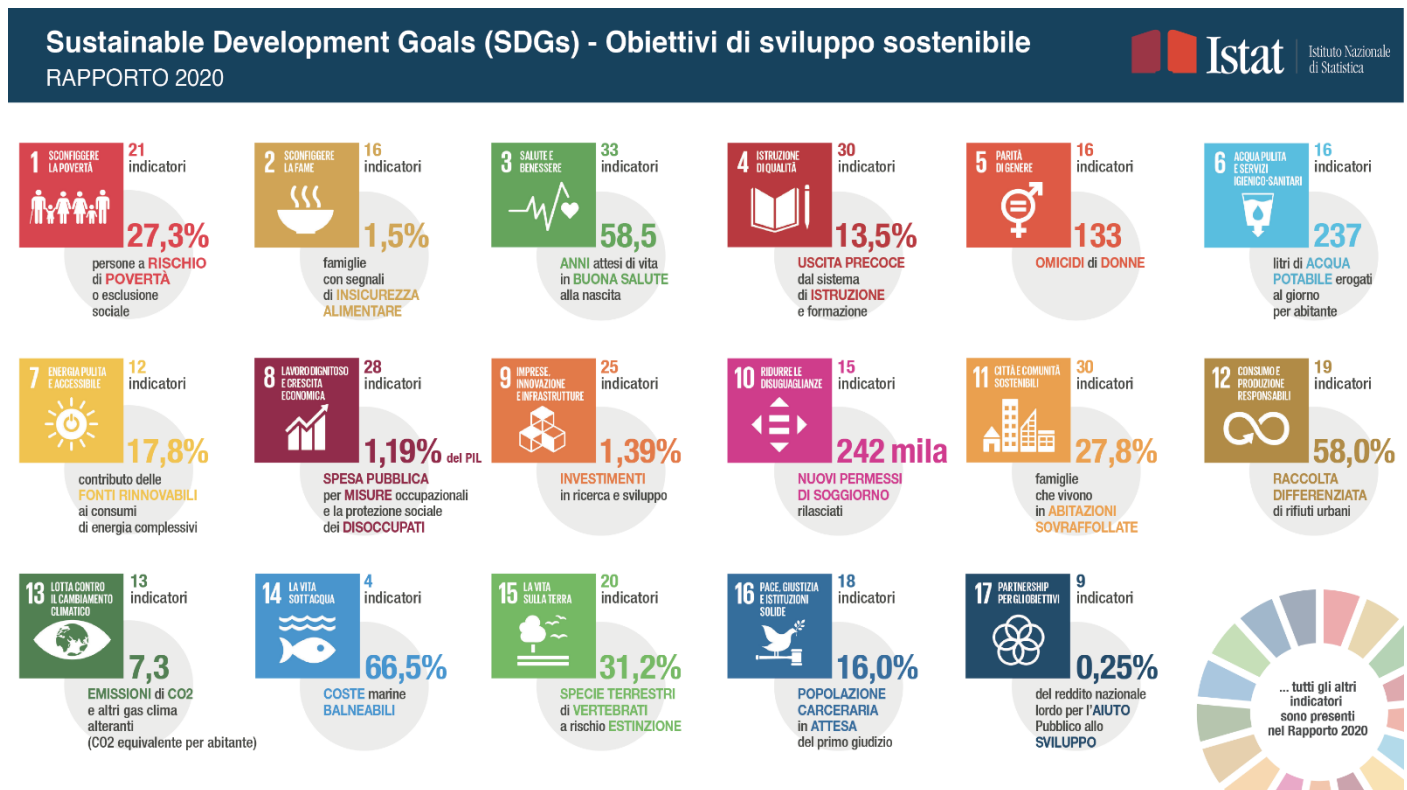 Sustainable Development Goals (SDGs) - Obiettivi di sviluppo sostenibile
RAPPORTO 2020
Istat
Istituto Nazionale
di Statistica
1 SCONFIGGERE
LA POVERTÀ
21
indicatori
27,3%
persone a RISCHIO
di POVERTÀ
o esclusione
sociale
2 SCONFIGGERE
LA FAME
16
indicatori
1,5%
famiglie
con segnali
di INSICUREZZA
ALIMENTARE
3 SALUTE E
BENESSERE
33
indicatori
58,5
ANNI attesi di vita
in BUONA SALUTE
alla nascita
4 ISTRUZIONE
DI QUALITÀ
30
indicatori
13,5%
USCITA PRECOCE
dal sistema
di ISTRUZIONE
e formazione
5 PARITÀ
DI GENERE
16
indicatori
133
OMICIDI di DONNE
6 ACQUA PULITA
E SERVIZI
IGIENICO-SANITARI
16
indicatori
237
litri di ACQUA
POTABILE erogati
al giorno
per abitante
7 ENERGIA PULITA
E ACCESSIBILE
12
indicatori
17,8%
contributo delle
FONTI RINNOVABILI
ai consumi
di energia complessivi
8 LAVORO DIGNITOSO
E CRESCITA
ECONOMICA
28
indicatori
1,19% del PIL
SPESA PUBBLICA
per MISURE occupazionali
e la protezione sociale
dei DISOCCUPATI
9 IMPRESE,
INNOVAZIONE
E INFRASTRUTTURE
25
indicatori
1,39%
INVESTIMENTI
in ricerca e sviluppo
10 RIDURRE LE
DISUGUAGLIANZE
15
indicatori
242 mila
NUOVI PERMESSI
DI SOGGIORNO
rilasciati
11 CITTÀ E COMUNITÀ
SOSTENIBILI
30
indicatori
27,8%
famiglie
che vivono
in ABITAZIONI
SOVRAFFOLLATE
12 CONSUMO E
PRODUZIONE
RESPONSABILI
19
indicatori
58,0%
RACCOLTA
DIFFERENZIATA
di rifiuti urbani
13 LOTTA CONTRO
IL CAMBIAMENTO
CLIMATICO
13
indicatori
7,3
EMISSIONI di CO2
e altri gas clima
alteranti
(CO2 equivalente per abitante)
14 LA VITA
SOTT'ACQUA
4
indicatori
66,5%
COSTE marine
BALNEABILI
15 LA VITA
SULLA TERRA
20
indicatori
31,2%
SPECIE TERRESTRI
di VERTEBRATI
a rischio ESTINZIONE
16 PACE, GIUSTIZIA
E ISTITUZIONI
SOLIDE
18
indicatori
16,0%
POPOLAZIONE
CARCERARIA
in ATTESA
del primo giudizio
17 PARTNERSHIP
PER GLI OBIETTIVI
9
indicatori
0,25%
del reddito nazionale
lordo per l'AIUTO
Pubblico allo
SVILUPPO
... tutti gli altri
indicatori
sono presenti
nel Rapporto 2020